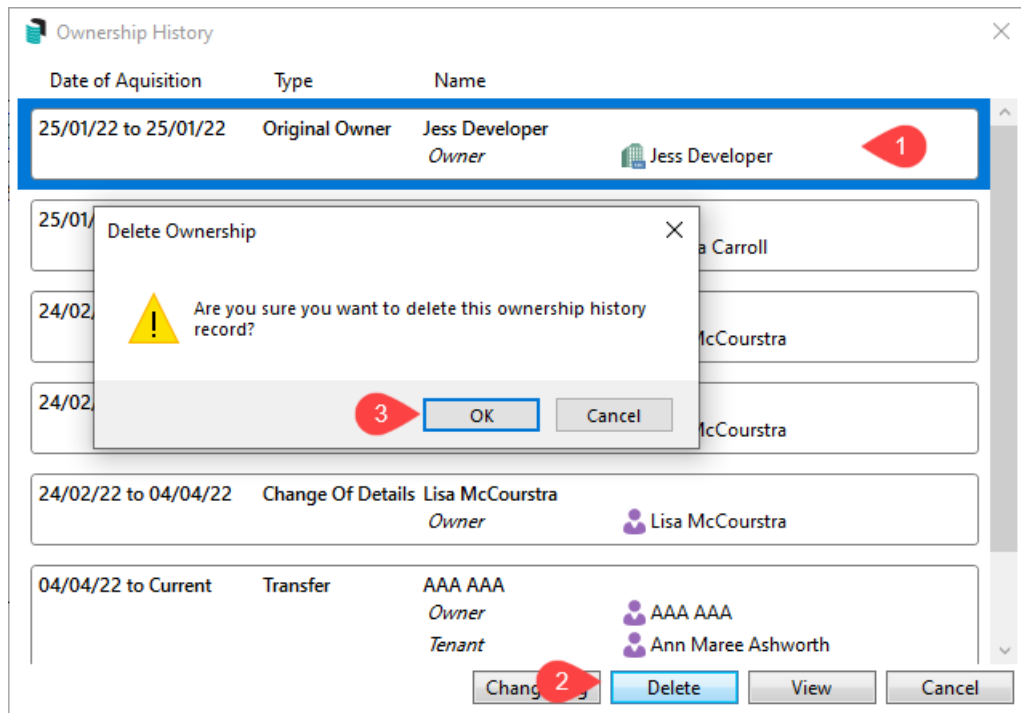 Ownership History
Date of Aquisition Type Name
25/01/22 to 25/01/22 Original Owner Jess Developer
Owner Jess Developer
1
25/01/
Carroll
Delete Ownership
24/02/
Are you sure you want to delete this ownership history
record?
McCourstra
24/02/
3
OK Cancel
McCourstra
24/02/22 to 04/04/22 Change Of Details Lisa McCourstra
Owner Lisa McCourstra
04/04/22 to Current Transfer AAA AAA
Owner AAA AAA
Tenant Ann Maree Ashworth
2
Chang Delete View Cancel